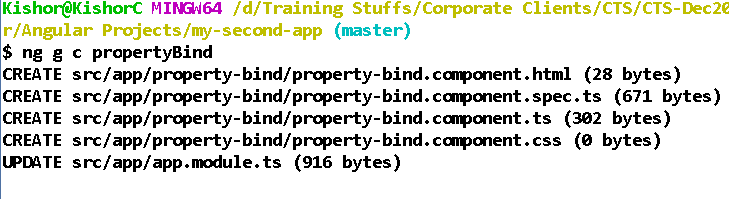 Kishor@KishorC MINGW64 /d/Training Stuffs/Corporate Clients/CTS/CTS-Dec20
r/Angular Projects/my-second-app (master)
$ ng g c propertyBind
CREATE src/app/property-bind/property-bind.component.html (28 bytes)
CREATE src/app/property-bind/property-bind.component.spec.ts (671 bytes)
CREATE src/app/property-bind/property-bind.component.ts (302 bytes)
CREATE src/app/property-bind/property-bind.component.css (0 bytes)
UPDATE src/app/app.module.ts (916 bytes)